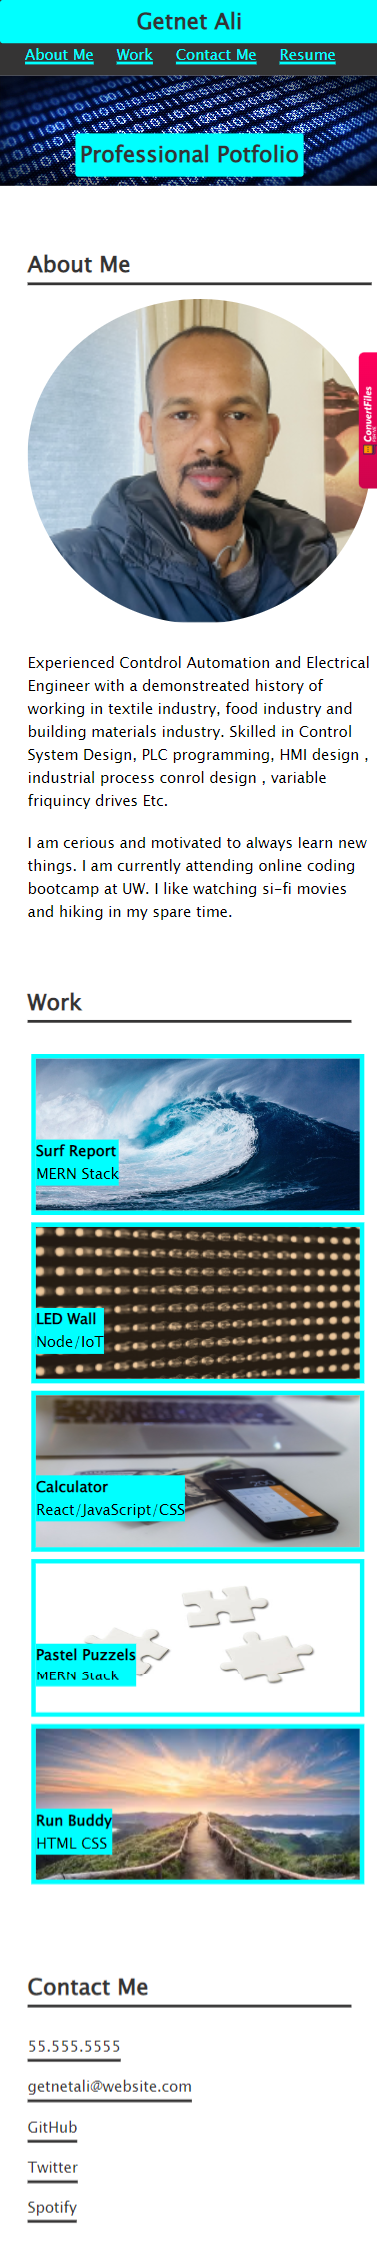 Getnet Ali
About Me Work Contact Me Resume
Professional Potfolio
About Me
ConvertFiles
Experienced Contdrol Automation and Electrical
Engineer with a demonstreated history of
working in textile industry, food industry and
building materials industry. Skilled in Control
System Design, PLC programming, HMI design ,
industrial process conrol design , variable
friquincy drives Etc.
I am cerious and motivated to always learn new
things. I am currently attending online coding
bootcamp at UW. I like watching si-fi movies
and hiking in my spare time.
Work
Surf Report
MERN Stack
LED Wall
Node/IoT
Calculator
React/JavaScript/CSS
Pastel Puzzels
MERN Stack
Run Buddy
HTML CSS
Contact Me
55.555.5555
getnetali@website.com
GitHub
Twitter
Spotify